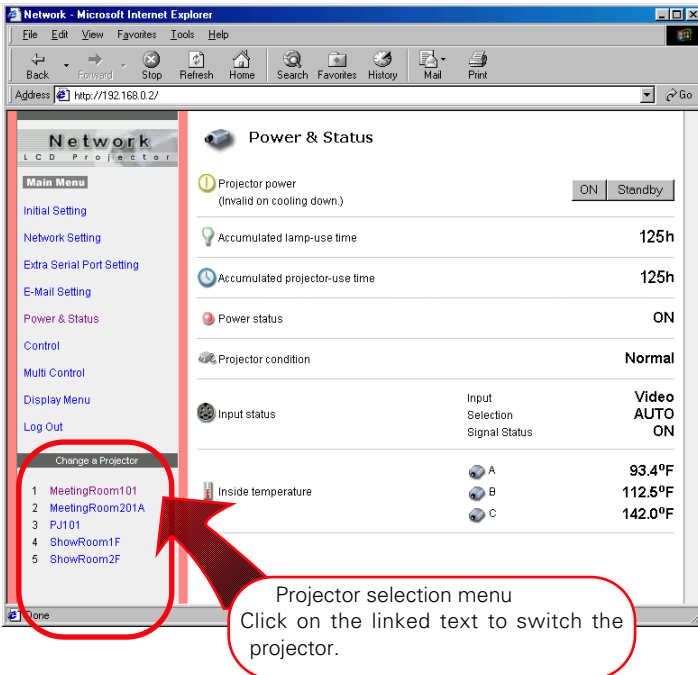 Network - Microsoft Internet Explorer
File Edit View Favorites Tools Help
Back Forward Stop Refresh Home Search Favorites History Mail Print
Address http://192.168.0.2/ Go
Network
LCD Projector
Main Menu
Initial Setting
Network Setting
Extra Serial Port Setting
E-Mail Setting
Power & Status
Control
Multi Control
Display Menu
Log Out
Change a Projector
1 MeetingRoom101
2 MeetingRoom201A
3 PJ101
4 ShowRoom1F
5 ShowRoom2F
Power & Status
Projector power
(Invalid on cooling down.)
ON Standby
Accumulated lamp-use time 125h
Accumulated projector-use time 125h
Power status ON
Projector condition Normal
Input status
Input Video
Selection AUTO
Signal Status ON
Inside temperature
A 93.4ºF
B 112.5ºF
C 142.0ºF
Done
Projector selection menu
Click on the linked text to switch the
projector.